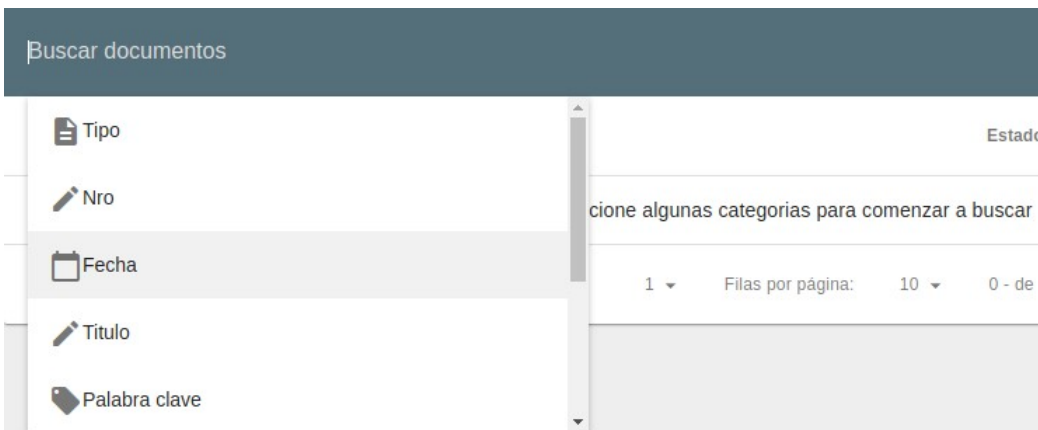 Buscar documentos
Tipo
Estado
Nro
cione algunas categorias para comenzar a buscar
Fecha
1 Filas por página: 10 0 - de
Titulo
Palabra clave